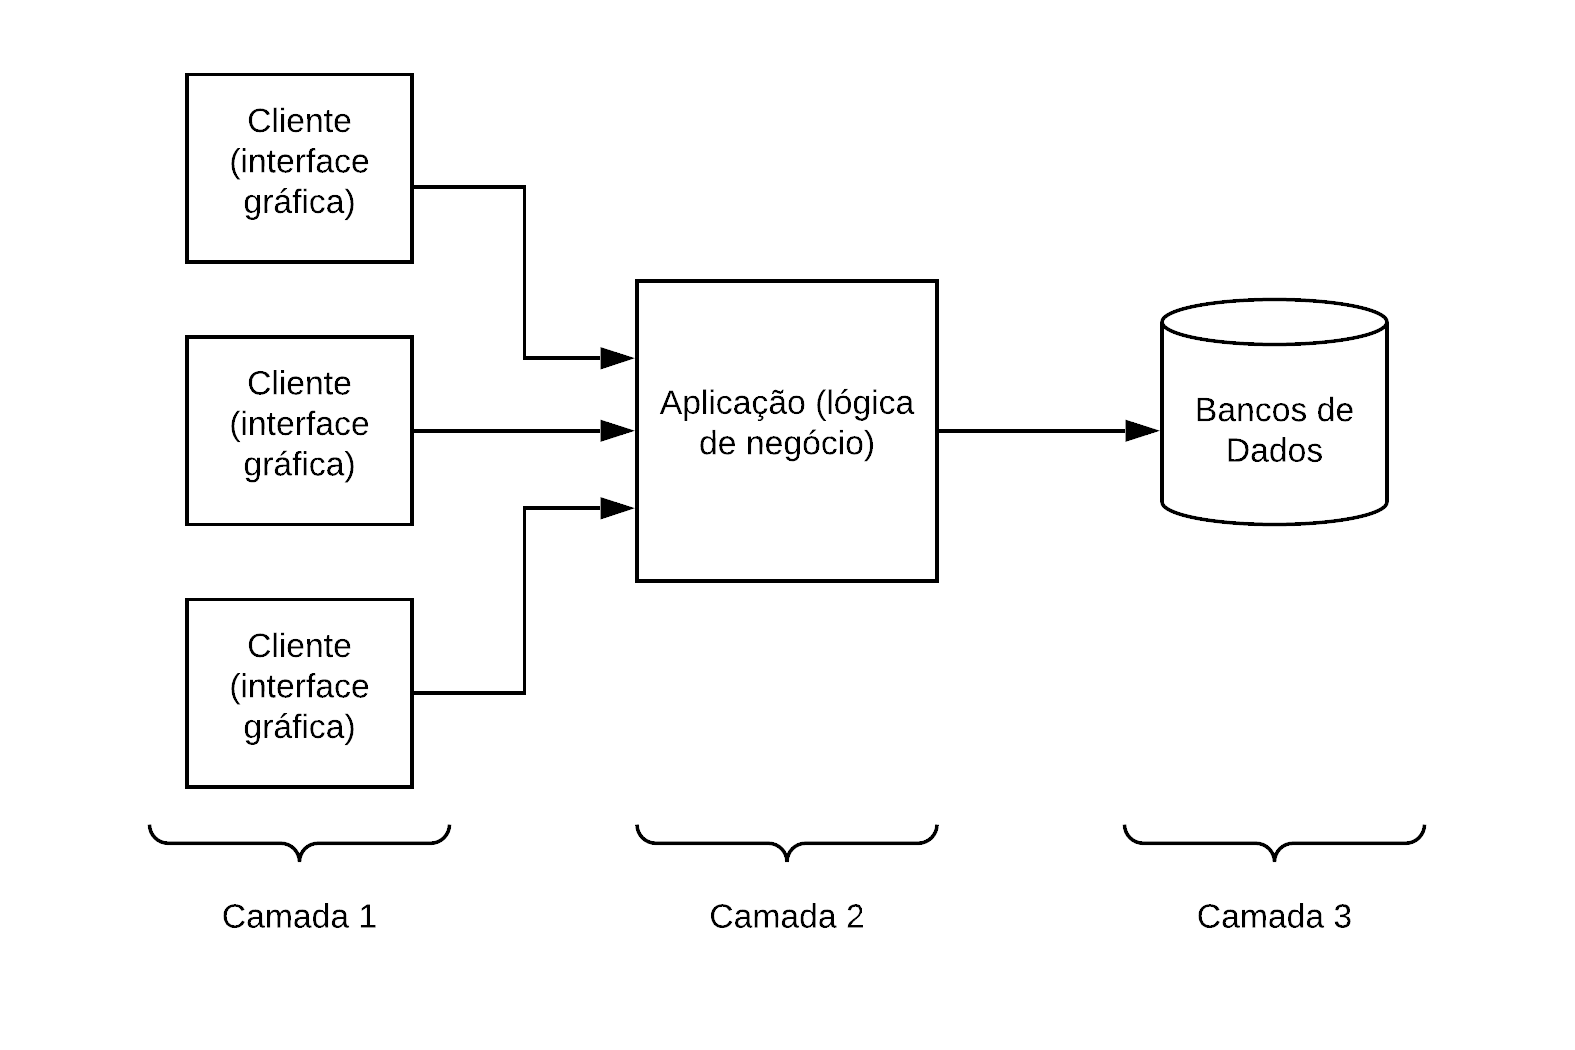 Cliente
(interface
gráfica)
Cliente
(interface
gráfica)
Cliente
(interface
gráfica)
Aplicação (lógica
de negócio)
Bancos de
Dados
Camada 1
Camada 2
Camada 3